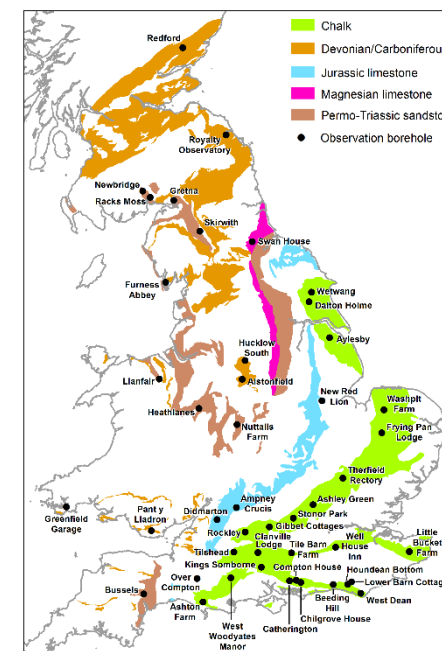 Chalk
Devonian/Carboniferou
Jurassic limestone
Magnesian limestone
Permo-Triassic sandsto
Observation borehole
Redford
Royalty
Observatory
Newbridge
Racks Moss
Gretna
Skirwith
Swan House
Furness
Abbey
Wetwang
Dalton Holme
Aylesby
Hucklow
South
Llanfair
Alstonfield
Heathlanes
Nuttalls
Farm
New Red
Lion
Washpit
Farm
Frying Pan
Lodge
Therfield
Rectory
Greenfield
Garage
Pant y
Lladron
Didmarton
Ampney
Crucis
Ashley Green
Stonor Park
Rockley
Gibbet Cottages
Clanville
Lodge
Tilshead
Tile Barn
Farm
Well
House
Inn
Little
Bucket
Farm
Kings Somborne
Compton House
Houndean Bottom
Over
Compton
Bussels
Ashton
Farm
West
Woodyates
Manor
Catherington
Chilgrove House
Beeding
Hill
Lower Barn Cottag
West Dean